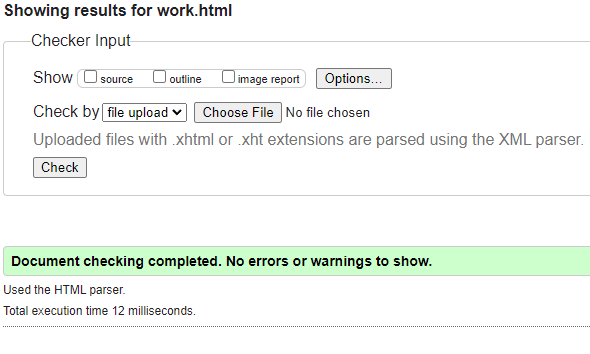 Showing results for work.html
Checker Input
Show source outline image report Options...
Check by file upload Choose File No file chosen
Uploaded files with .xhtml or .xht extensions are parsed using the XML parser.
Check
Document checking completed. No errors or warnings to show.
Used the HTML parser.
Total execution time 12 milliseconds.